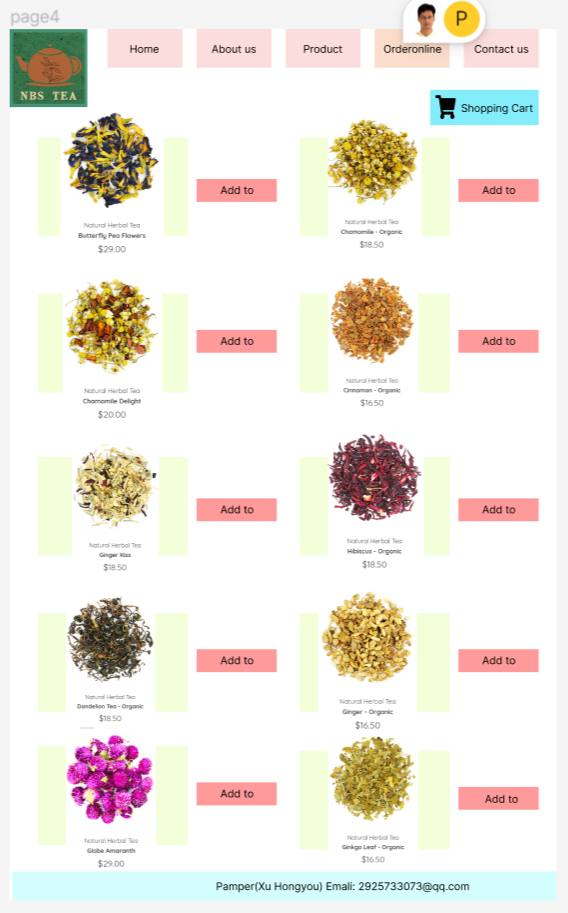 page4
P
Home
About us
Product
Orderonline
Contact us
NBS TEA
Shopping Cart
Natural Herbal Tea
Butterfly Pea Flowers
$29.00
Add to
Natural Herbal Tea
Chamomile - Organic
$18.50
Add to
Natural Herbal Tea
Chamomile Delight
$20.00
Add to
Natural Herbal Tea
Cinnamon - Organic
$16.50
Add to
Natural Herbal Tea
Ginger Kiss
$18.50
Add to
Natural Herbal Tea
Hibiscus - Organic
$18.50
Add to
Natural Herbal Tea
Dandelion Tea - Organic
$18.50
Add to
Natural Herbal Tea
Ginger - Organic
$16.50
Add to
Natural Herbal Tea
Globe Amaranth
$29.00
Add to
Natural Herbal Tea
Ginkgo Leaf - Organic
$16.50
Add to
Pamper(Xu Hongyou) Emali: 2925733073@qq.com